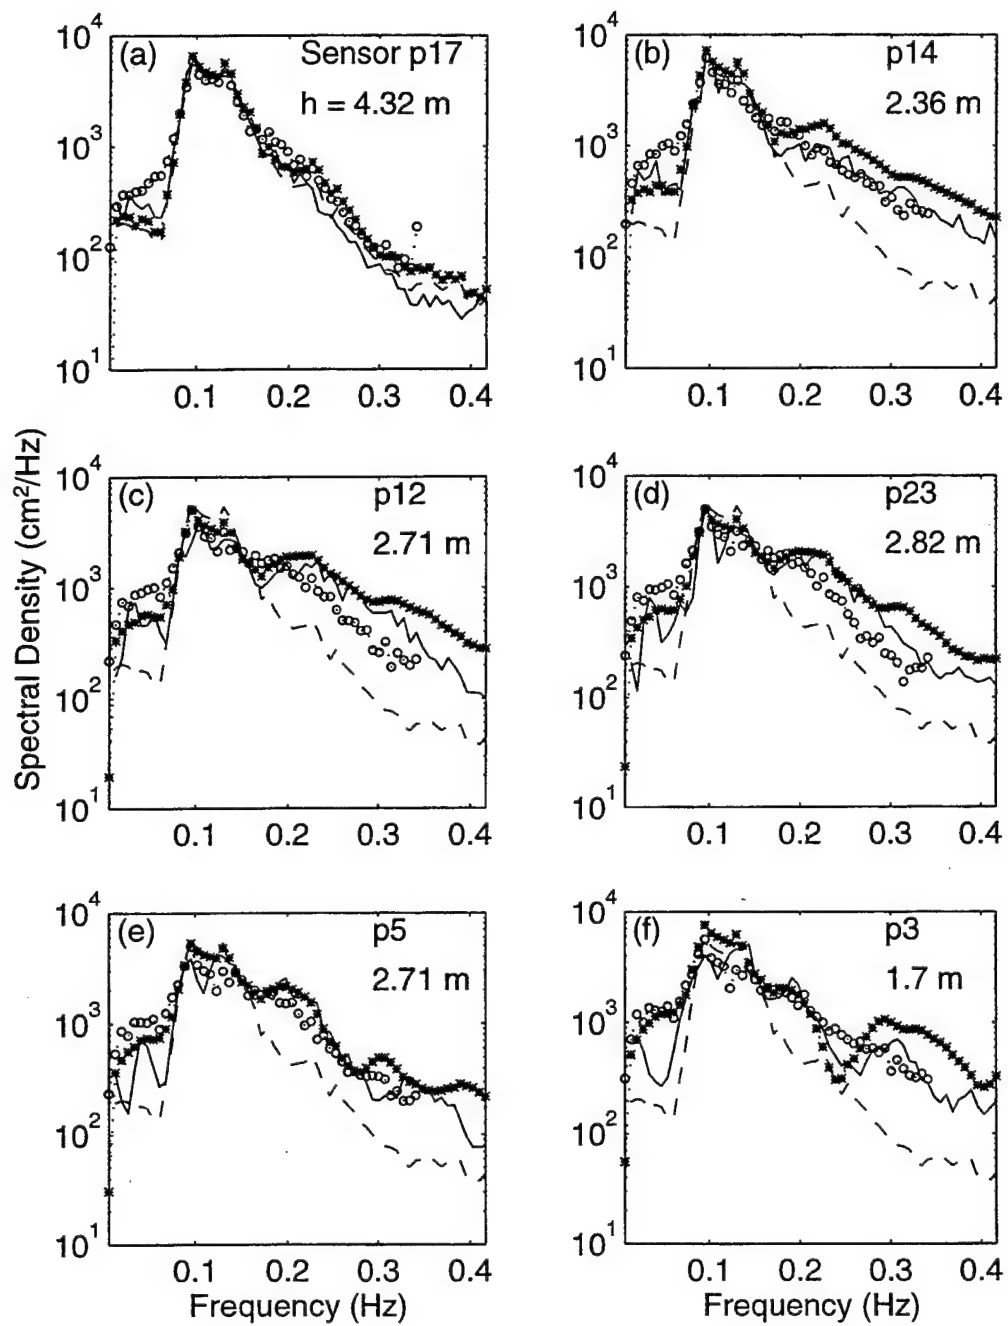 (a) Sensor p17
h = 4.32 m
10^4
10^3
10^2
10^1
0.1 0.2 0.3 0.4
(b) p14
2.36 m
10^4
10^3
10^2
10^1
0.1 0.2 0.3 0.4
Spectral Density (cm²/Hz)
(c) p12
2.71 m
10^4
10^3
10^2
10^1
0.1 0.2 0.3 0.4
(d) p23
2.82 m
10^4
10^3
10^2
10^1
0.1 0.2 0.3 0.4
(e) p5
2.71 m
10^4
10^3
10^2
10^1
0.1 0.2 0.3 0.4
Frequency (Hz)
(f) p3
1.7 m
10^4
10^3
10^2
10^1
0.1 0.2 0.3 0.4
Frequency (Hz)